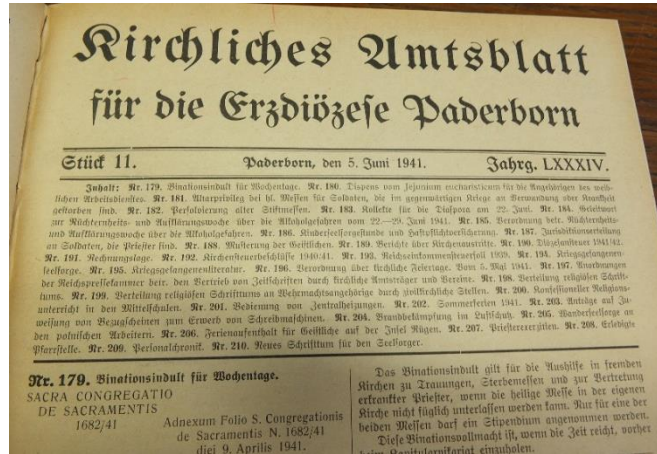 Kirchliches Amtsblatt
für die Erzdiözese Paderborn
Stück 11. Paderborn, den 5. Juni 1941. Jahrg. LXXXIV.
Inhalt: Nr. 179. Binationsindult für Wochentage. Nr. 180. Dispens vom Jejunium eucharisticum für die Angehörigen des weib-
lichen Arbeitsdienstes. Nr. 181. Altarprivileg bei hl. Messen für Soldaten, die im gegenwärtigen Kriege an Verwundung oder Krankheit
gestorben sind. Nr. 182. Persolvierung alter Stiftmessen. Nr. 183. Kollekte für die Diaspora am 22. Juni. Nr. 184. Geleitwort
zur Nüchternheits- und Aufklärungswoche über die Alkoholgefahren vom 22.—29. Juni 1941. Nr. 185. Verordnung betr. Nüchternheits-
und Aufklärungswoche über die Alkoholgefahren. Nr. 186. Kinderseelsorgestunde und Haftpflichtversicherung. Nr. 187. Jurisdiktionserteilung
an Soldaten, die Priester sind. Nr. 188. Musterung der Geistlichen. Nr. 189. Berichte über Kirchenaustritte. Nr. 190. Diözesansteuer 1941/42.
Nr. 191. Rechnungslage. Nr. 192. Kirchensteuerbeschlüsse 1940/41. Nr. 193. Reichseinkommensteuersoll 1939. Nr. 194. Kriegsgefangenen-
seelsorge. Nr. 195. Kriegsgefangenenliteratur. Nr. 196. Verordnung über kirchliche Feiertage. Vom 5. Mai 1941. Nr. 197. Anordnungen
der Reichspressekammer betr. den Vertrieb von Zeitschriften durch kirchliche Amtsträger und Vereine. Nr. 198. Verteilung religiösen Schrift-
tums. Nr. 199. Verteilung religiösen Schrifttums an Wehrmachtsangehörige durch zivilkirchliche Stellen. Nr. 200. Konfessioneller Religions-
unterricht in den Mittelschulen. Nr. 201. Bedienung von Zentralheizungen. Nr. 202. Sommerferien 1941. Nr. 203. Anträge auf Zu-
weisung von Bezugscheinen zum Erwerb von Schreibmaschinen. Nr. 204. Brandbekämpfung im Luftschutz. Nr. 205. Wanderseelsorge an
den polnischen Arbeitern. Nr. 206. Ferienaufenthalt für Geistliche auf der Insel Rügen. Nr. 207. Priesterexerzitien. Nr. 208. Erledigte
Pfarrstelle. Nr. 209. Personalchronik. Nr. 210. Neues Schrifttum für den Seelsorger.
Nr. 179. Binationsindult für Wochentage.
SACRA CONGREGATIO
DE SACRAMENTIS
1682/41
Adnexum Folio S. Congregationis
de Sacramentis N. 1682/41
diei 9. Aprilis 1941.
Das Binationsindult gilt für die Aushilfe in fremden
Kirchen zu Trauungen, Sterbemessen und zur Vertretung
erkrankter Priester, wenn die heilige Messe in der eigenen
Kirche nicht füglich unterlassen werden kann. Nur für eine der
beiden Messen darf ein Stipendium angenommen werden.
Diese Binationsvollmacht ist, wenn die Zeit reicht, vorher
beim Kapitularvikariat einzuholen.